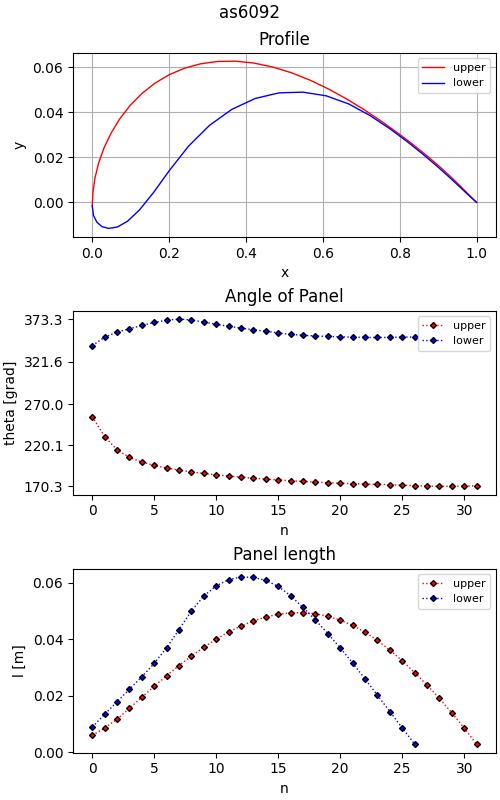 as6092
Profile
0.06
0.04
0.02
0.00
y
upper
lower
0.0 0.2 0.4 0.6 0.8 1.0
x
Angle of Panel
373.3
321.6
270.0
220.1
170.3
theta [grad]
upper
lower
0 5 10 15 20 25 30
n
Panel length
0.06
0.04
0.02
0.00
l [m]
upper
lower
0 5 10 15 20 25 30
n